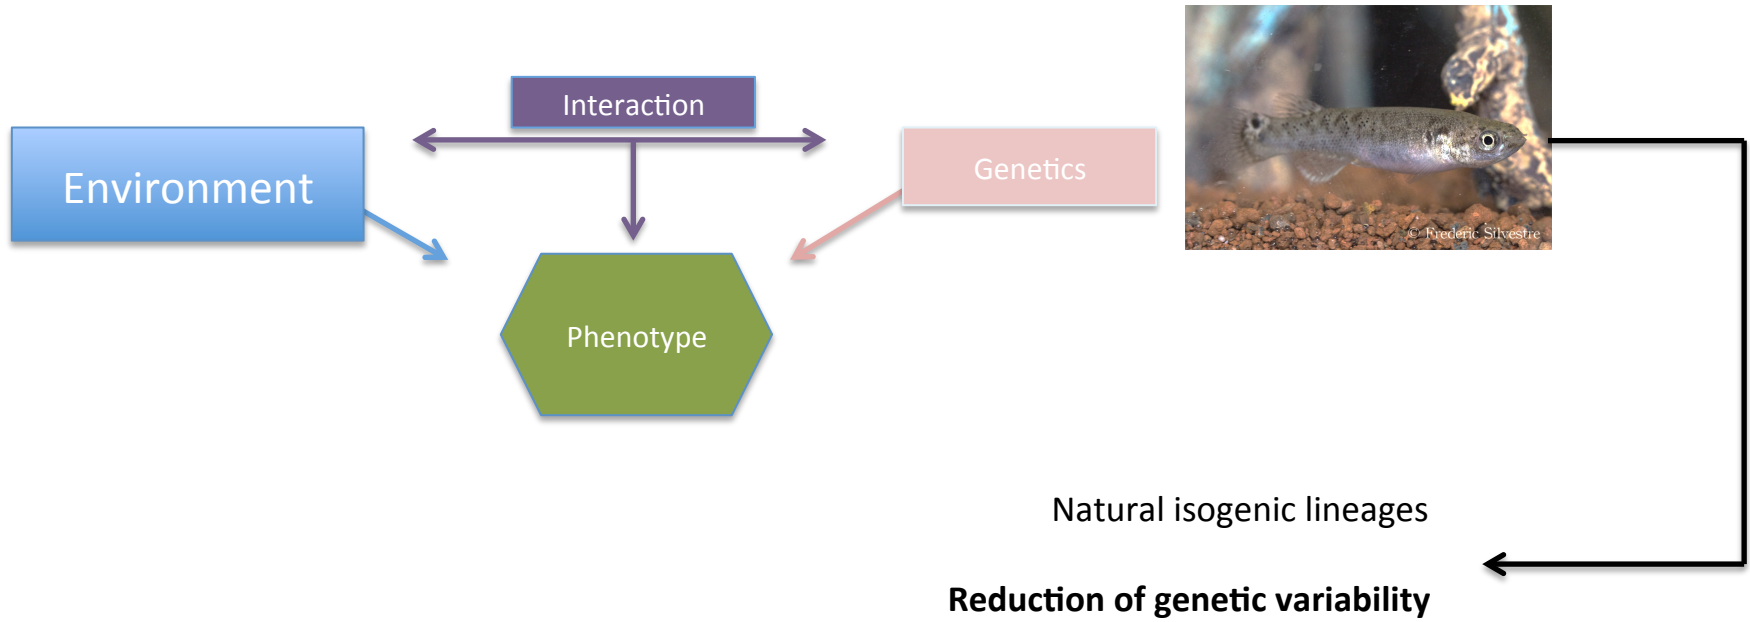 Interaction
Environment
Genetics
© Frederic Silvestre
Phenotype
Natural isogenic lineages
Reduction of genetic variability